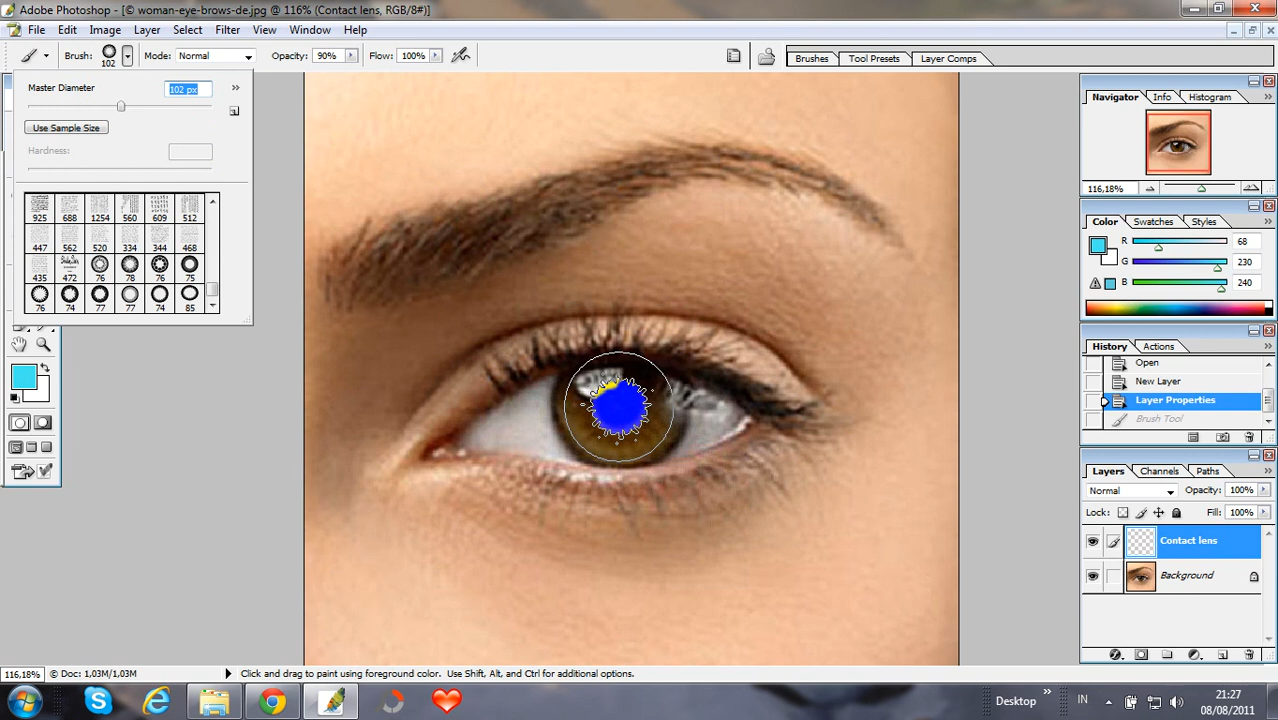 Adobe Photoshop - [© woman-eye-brows-de.jpg @ 116% (Contact lens, RGB/8#)]
File Edit Image Layer Select Filter View Window Help
Brush: 102 Mode: Normal Opacity: 90% Flow: 100% Brushes Tool Presets Layer Comps
Master Diameter 102 px
Use Sample Size
Hardness:
925 688 1254 560 609 512
447 562 520 334 344 468
435 472 76 78 76 75
76 74 77 77 74 85
Navigator Info Histogram
116,18%
Color Swatches Styles
R 68
G 230
B 240
History Actions
Open
New Layer
Layer Properties
Brush Tool
Layers Channels Paths
Normal Opacity: 100%
Lock: Fill: 100%
Contact lens
Background
116,18% © Doc: 1,03M/1,03M Click and drag to paint using foreground color. Use Shift, Alt, and Ctrl for additional options.
Desktop IN 21:27
08/08/2011